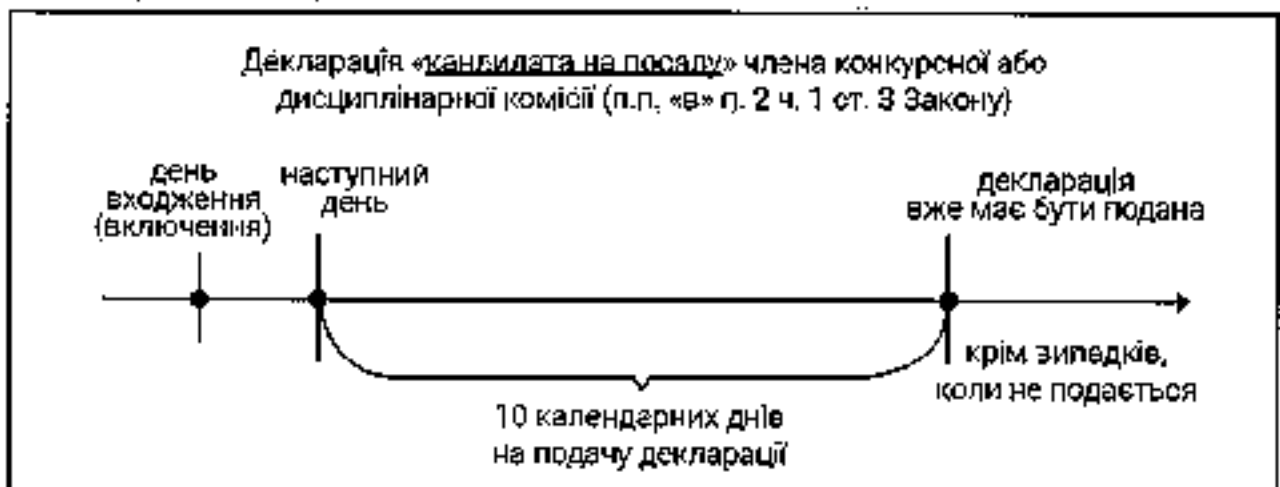 Декларація «кандидата на посаду» члена конкурсної або
дисциплінарної комісії (п.п. «в» п. 2 ч. 1 ст. 3 Закону)
день
входження
(включення)
наступний
день
декларація
вже має бути подана
крім випадків,
коли не подається
10 календарних днів
на подачу декларації